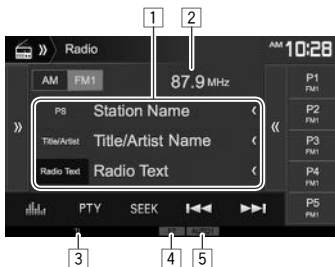 1 2
Radio AM 10:28
AM FM1 87.9 MHz P1 FM1
PS Station Name P2 FM1
Title/Artist Title/Artist Name P3 FM1
Radio Text Radio Text P4 FM1
PTY SEEK P5 FM1
3 4 5